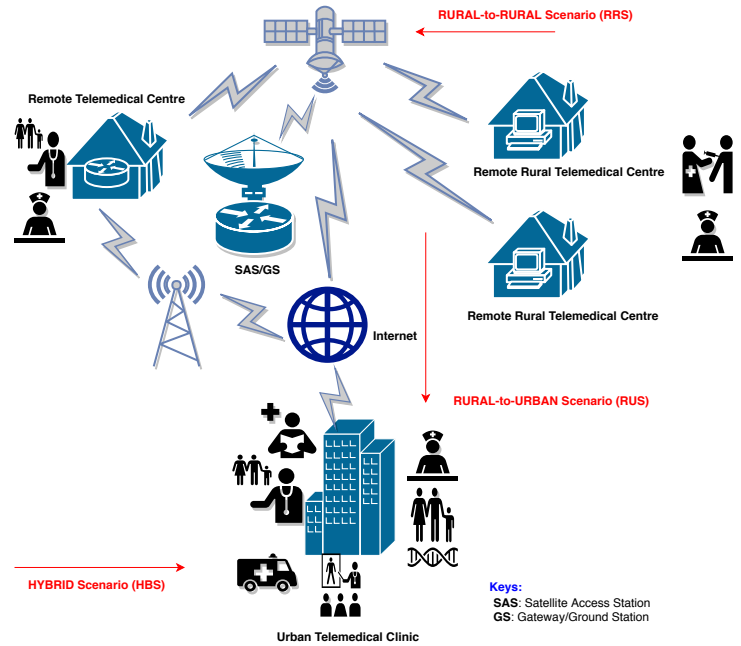 RURAL-to-RURAL Scenario (RRS)
Remote Telemedical Centre
Remote Rural Telemedical Centre
SAS/GS
Remote Rural Telemedical Centre
Internet
RURAL-to-URBAN Scenario (RUS)
HYBRID Scenario (HBS)
Keys:
SAS: Satellite Access Station
GS: Gateway/Ground Station
Urban Telemedical Clinic